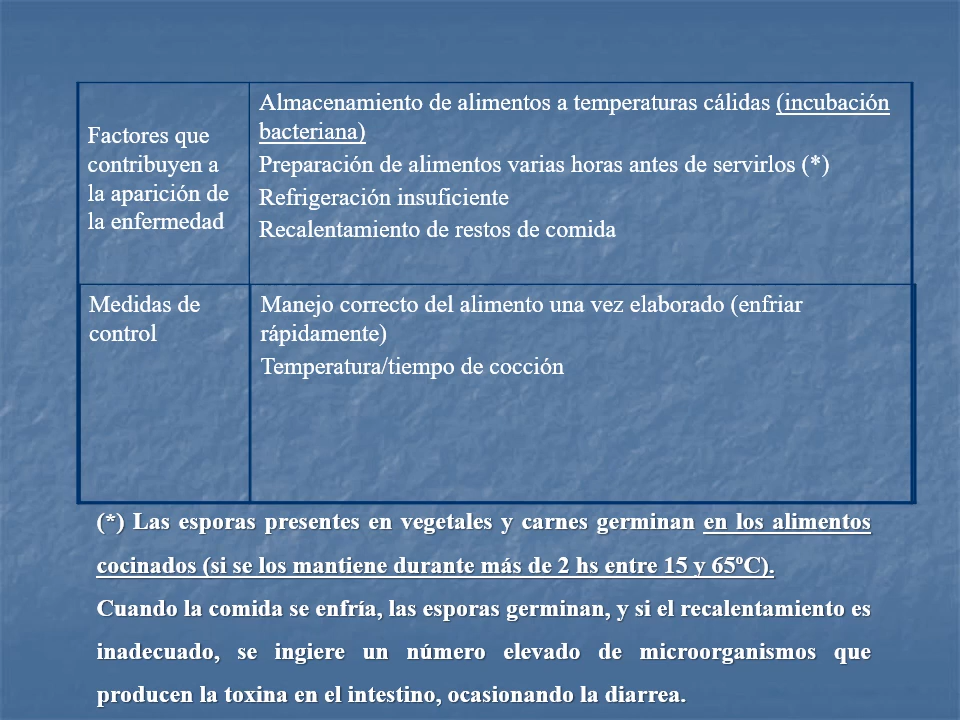 Factores que
contribuyen a
la aparición de
la enfermedad
Almacenamiento de alimentos a temperaturas cálidas (incubación
bacteriana)
Preparación de alimentos varias horas antes de servirlos (*)
Refrigeración insuficiente
Recalentamiento de restos de comida
Medidas de
control
Manejo correcto del alimento una vez elaborado (enfriar
rápidamente)
Temperatura/tiempo de cocción
(*) Las esporas presentes en vegetales y carnes germinan en los alimentos
cocinados (si se los mantiene durante más de 2 hs entre 15 y 65ºC).
Cuando la comida se enfría, las esporas germinan, y si el recalentamiento es
inadecuado, se ingiere un número elevado de microorganismos que
producen la toxina en el intestino, ocasionando la diarrea.